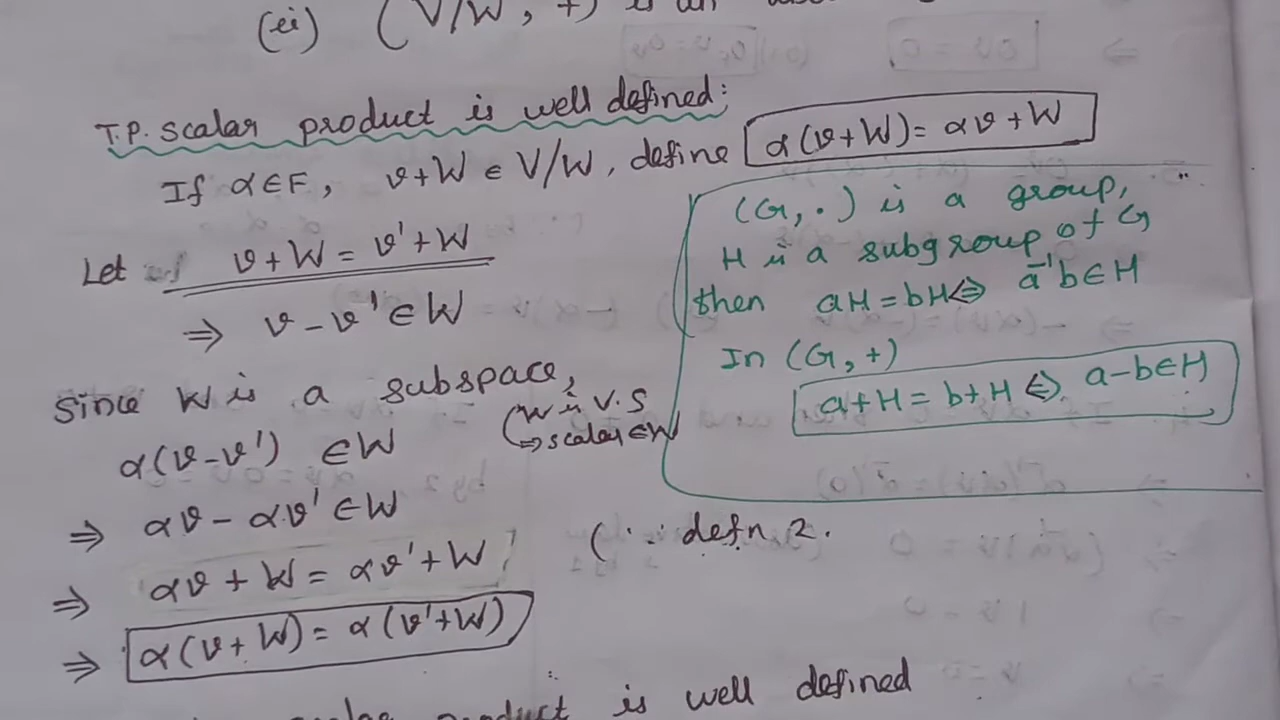 (ii) (V/W, +) is an
T.P. scalar product is well defined:
If α∈F, v+W ∈ V/W, define α(v+W) = αv+W
Let v+W = v'+W
⇒ v-v' ∈ W
Since W is a subspace,
(W is V.S
⇒ scalar ∈ W
α(v-v') ∈ W
⇒ αv - αv' ∈ W
(∵ defn 2.
⇒ αv + W = αv' + W
⇒ α(v+W) = α(v'+W)
product is well defined
(G, ·) is a group,
H is a subgroup of G
then aH = bH ⇔ a⁻¹b ∈ H
In (G, +)
a+H = b+H ⇔ a-b ∈ H